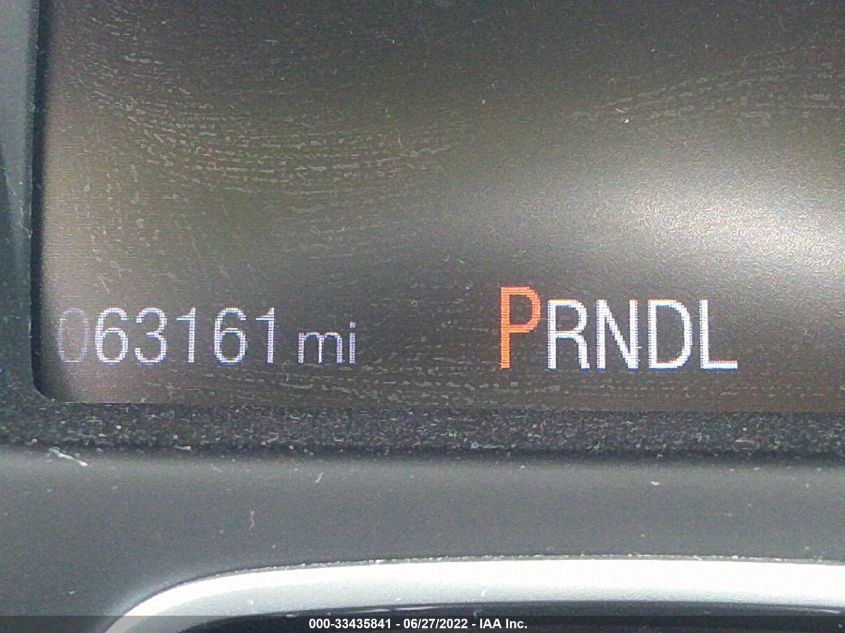 063161 mi PRNDL
000-33435841 / 06/27/2022 - IAA Inc.